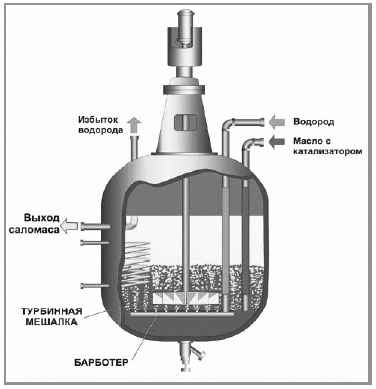 Избыток
водорода
Водород
Масло с
катализатором
Выход
саломаса
ТУРБИННАЯ
МЕШАЛКА
БАРБОТЕР